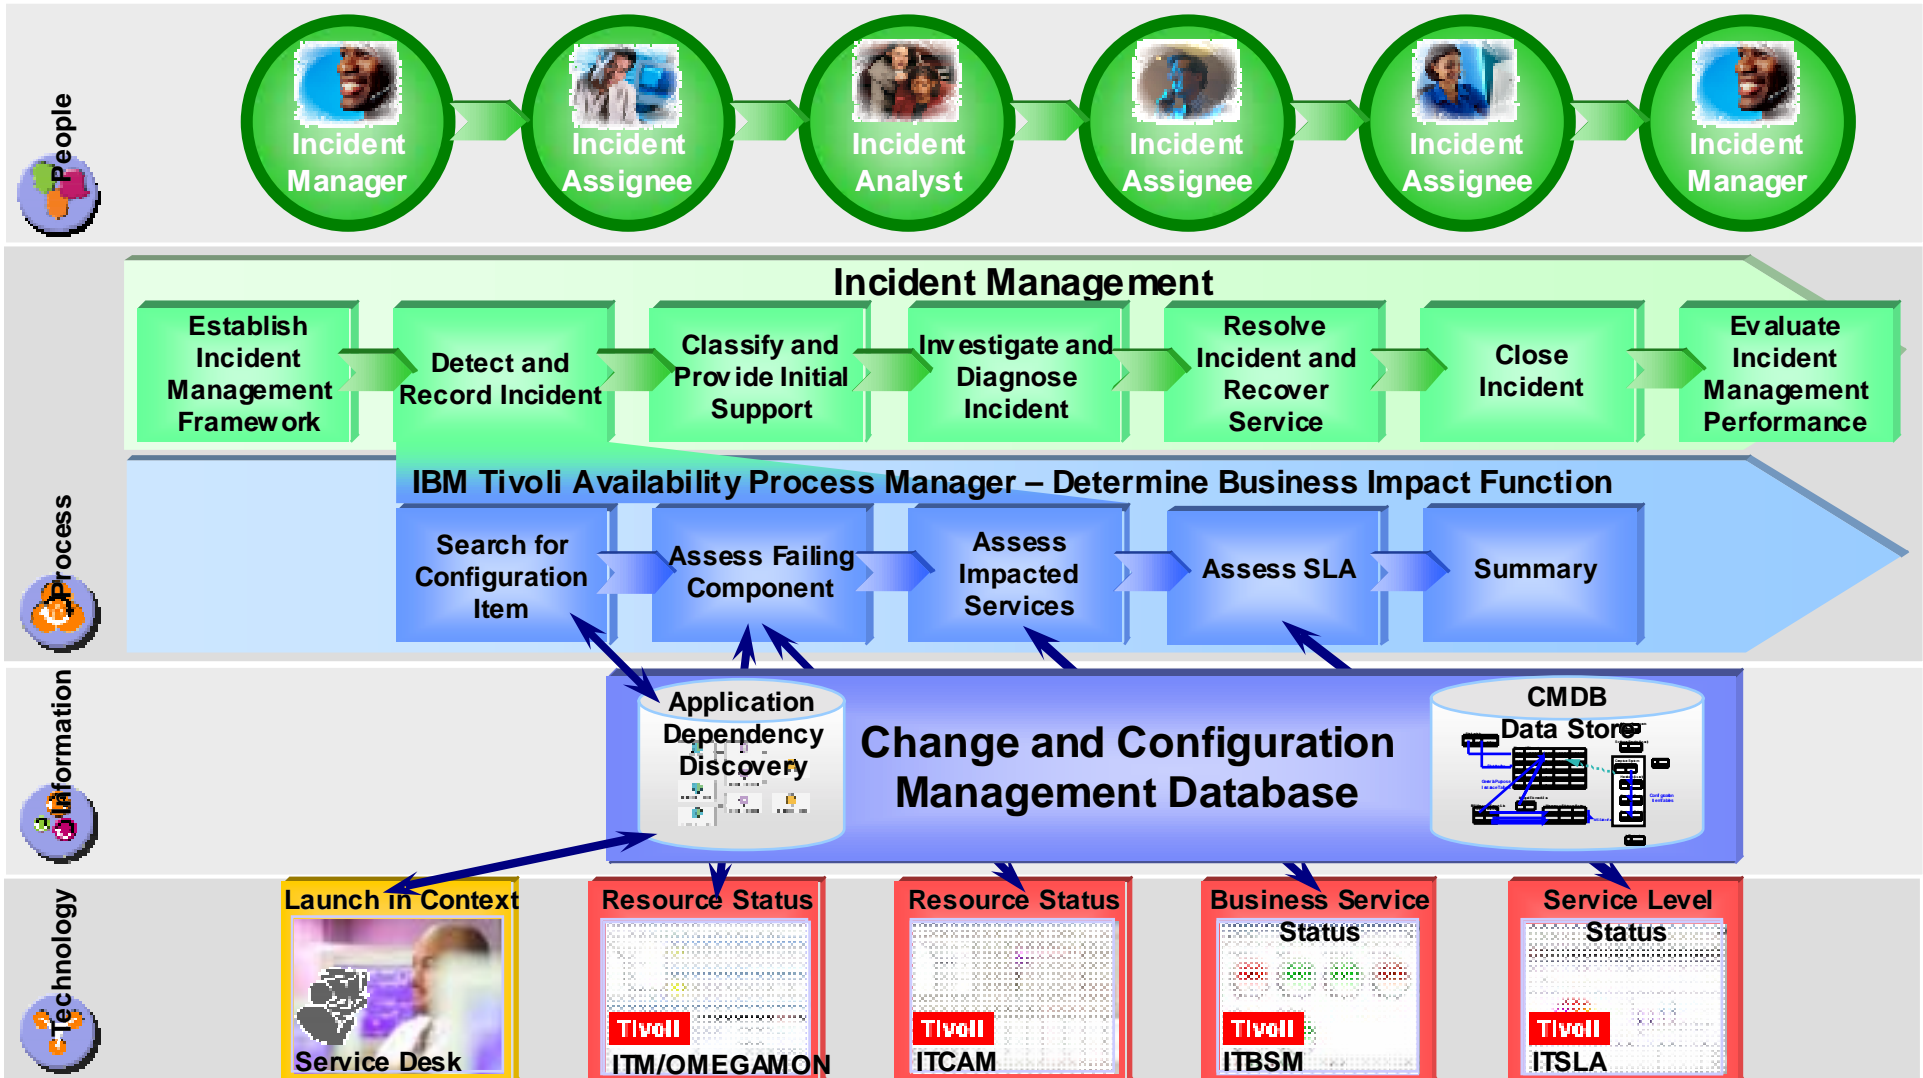 People
Incident
Manager
Incident
Assignee
Incident
Analyst
Incident
Assignee
Incident
Assignee
Incident
Manager
Process
Incident Management
Establish
Incident
Management
Framework
Detect and
Record Incident
Classify and
Provide Initial
Support
Investigate and
Diagnose
Incident
Resolve
Incident and
Recover
Service
Close
Incident
Evaluate
Incident
Management
Performance
IBM Tivoli Availability Process Manager – Determine Business Impact Function
Search for
Configuration
Item
Assess Failing
Component
Assess
Impacted
Services
Assess SLA
Summary
Information
Application
Dependency
Discovery
Change and Configuration
Management Database
CMDB
Data Store
Technology
Launch in Context
Service Desk
Resource Status
Tivoli
ITM/OMEGAMON
Resource Status
Tivoli
ITCAM
Business Service
Status
Tivoli
ITBSM
Service Level
Status
Tivoli
ITSLA